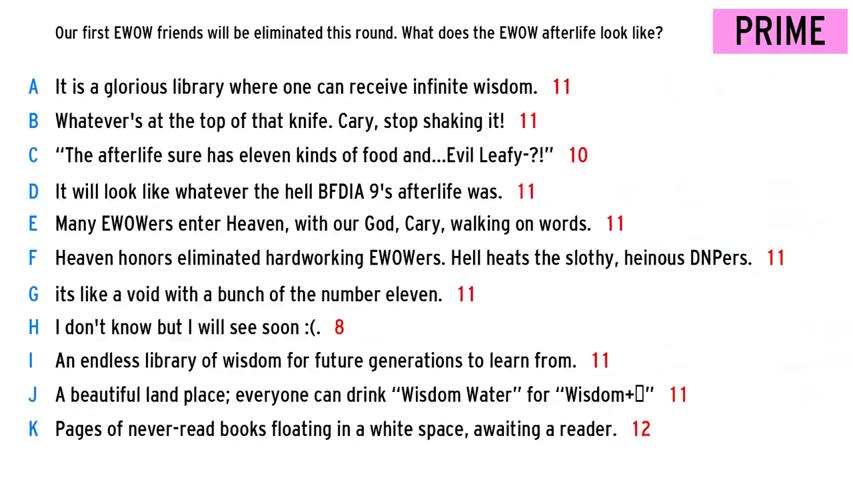 Our first EWOW friends will be eliminated this round. What does the EWOW afterlife look like?
PRIME
A It is a glorious library where one can receive infinite wisdom. 11
B Whatever's at the top of that knife. Cary, stop shaking it! 11
C “The afterlife sure has eleven kinds of food and...Evil Leafy-?!” 10
D It will look like whatever the hell BFDIA 9's afterlife was. 11
E Many EWOWers enter Heaven, with our God, Cary, walking on words. 11
F Heaven honors eliminated hardworking EWOWers. Hell heats the slothy, heinous DNPers. 11
G its like a void with a bunch of the number eleven. 11
H I don't know but I will see soon :(. 8
I An endless library of wisdom for future generations to learn from. 11
J A beautiful land place; everyone can drink “Wisdom Water” for “Wisdom+▯” 11
K Pages of never-read books floating in a white space, awaiting a reader. 12